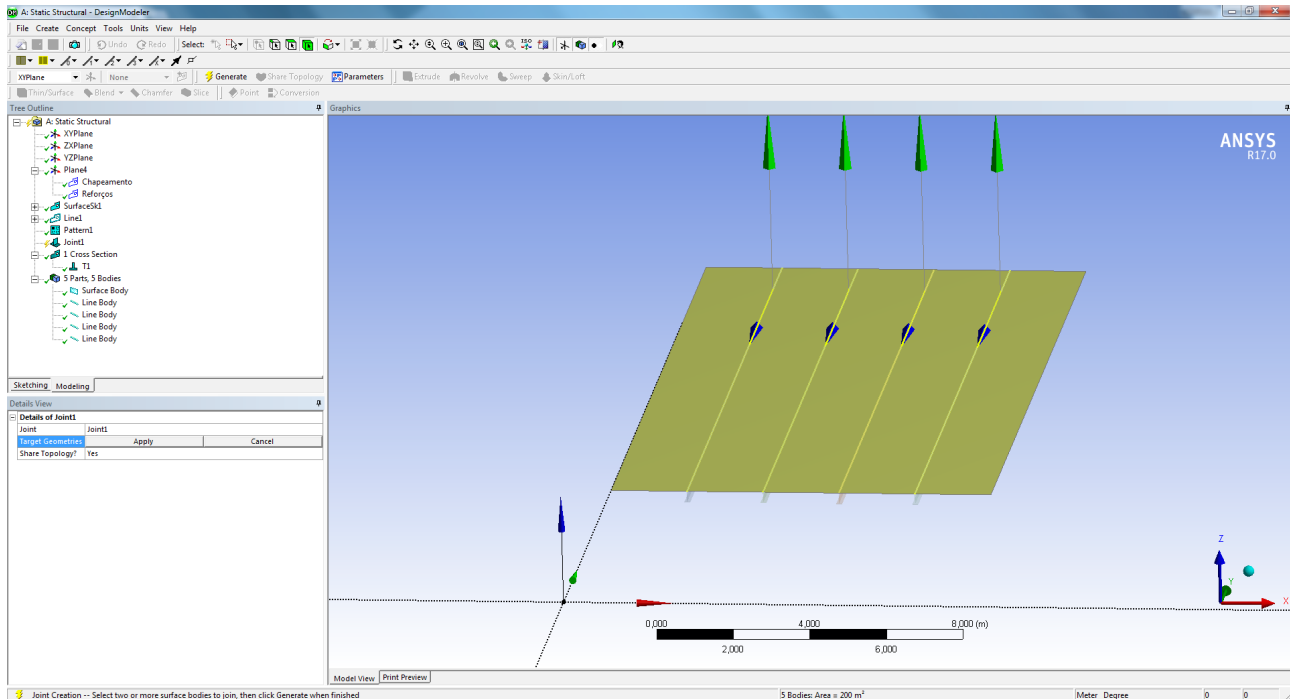 A: Static Structural - DesignModeler
File Create Concept Tools Units View Help
Undo Redo Select:
XYPlane None Generate Share Topology Parameters Extrude Revolve Sweep Skin/Loft
Thin/Surface Blend Chamfer Slice Point Conversion
Tree Outline
A: Static Structural
XYPlane
ZXPlane
YZPlane
Plane4
Chapeamento
Reforços
SurfaceSk1
Line1
Pattern1
Joint1
1 Cross Section
T1
5 Parts, 5 Bodies
Surface Body
Line Body
Line Body
Line Body
Line Body
Sketching Modeling
Details View
Details of Joint1
Joint Joint1
Target Geometries Apply Cancel
Share Topology? Yes
Graphics
ANSYS
R17.0
Z
Y
X
0,000 4,000 8,000 (m)
2,000 6,000
Model View Print Preview
Joint Creation -- Select two or more surface bodies to join, then click Generate when finished 5 Bodies: Area = 200 m² Meter Degree 0 0